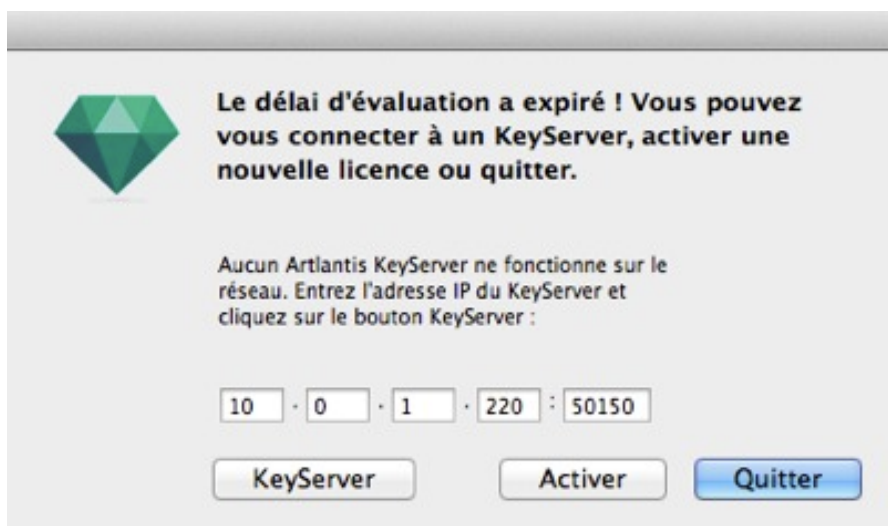 Le délai d'évaluation a expiré ! Vous pouvez
vous connecter à un KeyServer, activer une
nouvelle licence ou quitter.
Aucun Artlantis KeyServer ne fonctionne sur le
réseau. Entrez l'adresse IP du KeyServer et
cliquez sur le bouton KeyServer :
10 . 0 . 1 . 220 : 50150
KeyServer Activer Quitter